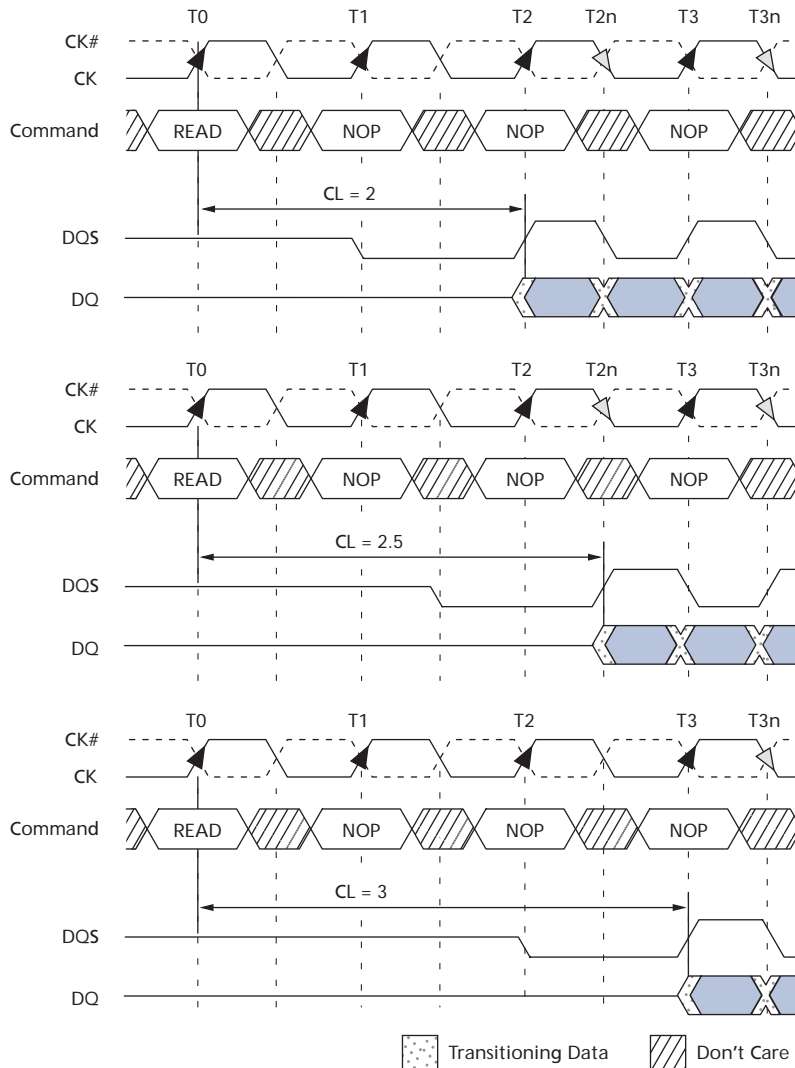 T0 T1 T2 T2n T3 T3n
CK#
CK
Command READ NOP NOP NOP
CL = 2
DQS
DQ
T0 T1 T2 T2n T3 T3n
CK#
CK
Command READ NOP NOP NOP
CL = 2.5
DQS
DQ
T0 T1 T2 T3 T3n
CK#
CK
Command READ NOP NOP NOP
CL = 3
DQS
DQ
Transitioning Data Don't Care